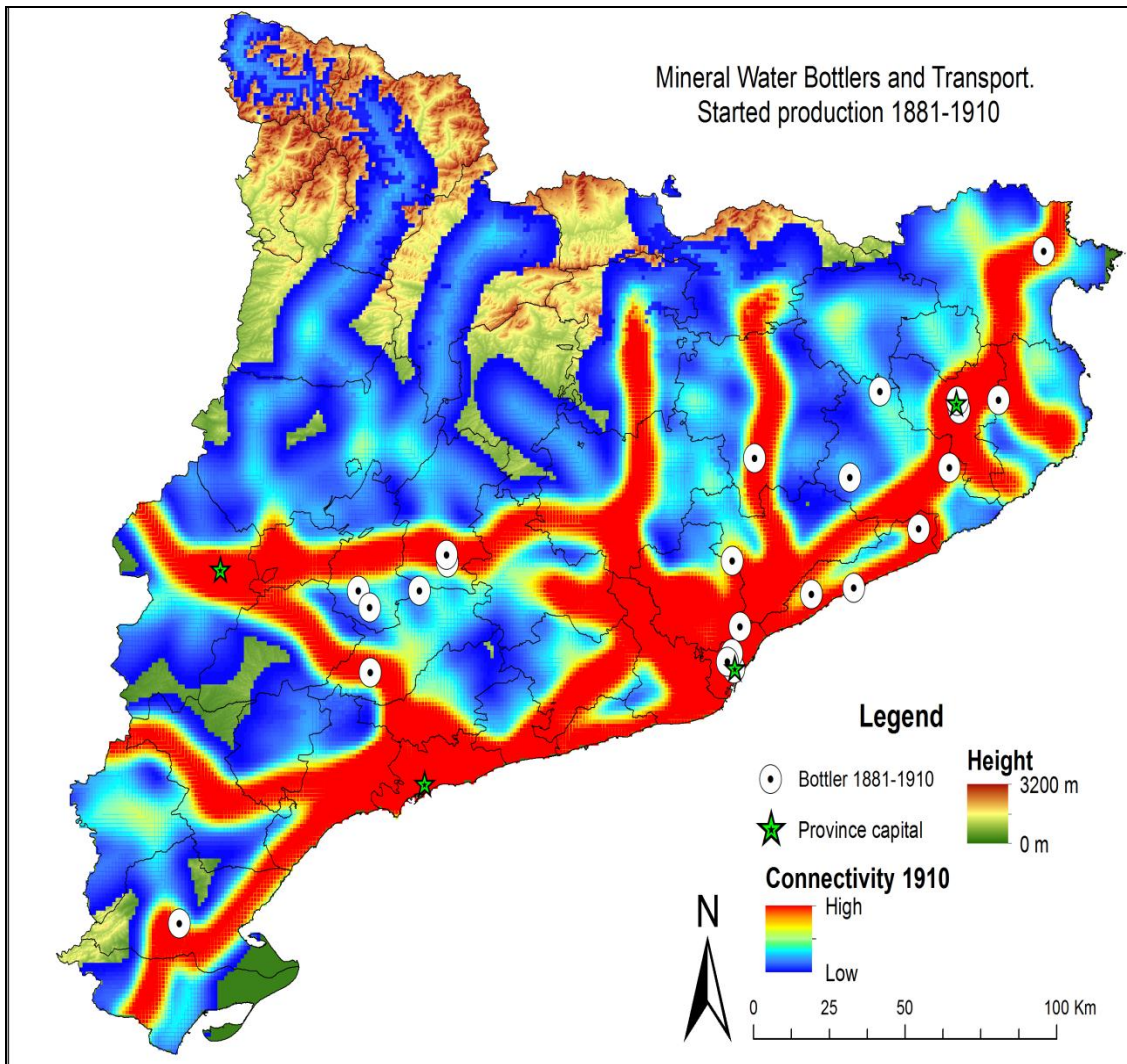 Mineral Water Bottlers and Transport.
Started production 1881-1910
Legend
Bottler 1881-1910
Province capital
Height
3200 m
0 m
Connectivity 1910
High
Low
N
0 25 50 100 Km